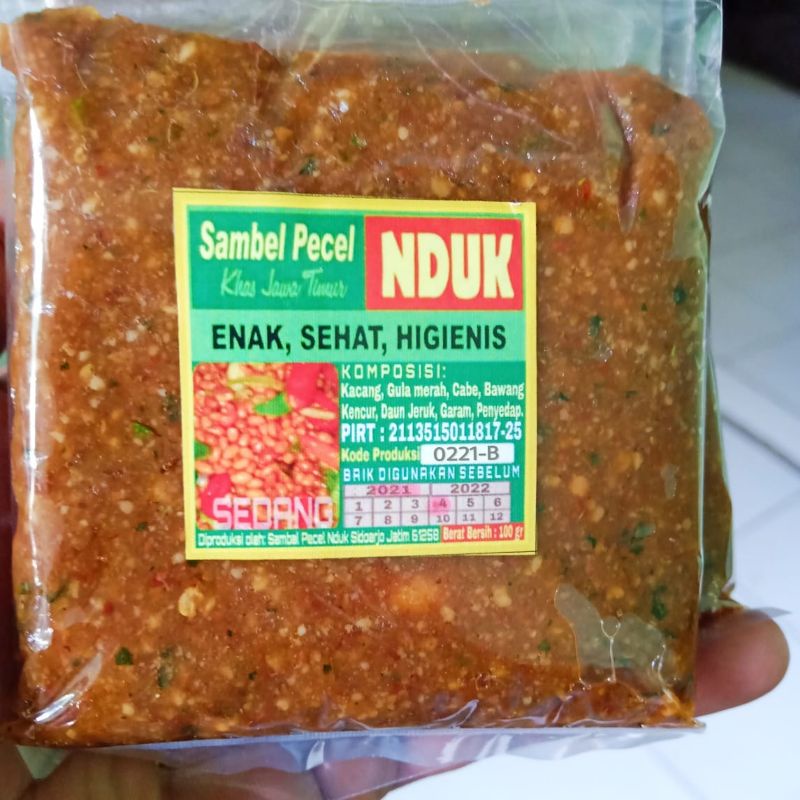 Sambel Pecel
Khas Jawa Timur
NDUK
ENAK, SEHAT, HIGIENIS
KOMPOSISI:
Kacang, Gula merah, Cabe, Bawang
Kencur, Daun Jeruk, Garam, Penyedap.
PIRT : 2113515011817-25
Kode Produksi 0221-B
BAIK DIGUNAKAN SEBELUM
2021 2022
1 2 3 4 5 6
7 8 9 10 11 12
SEDANG
Diproduksi oleh: Sambel Pecel Nduk Sidoarjo Jatim 61258
Berat Bersih : 100 gr